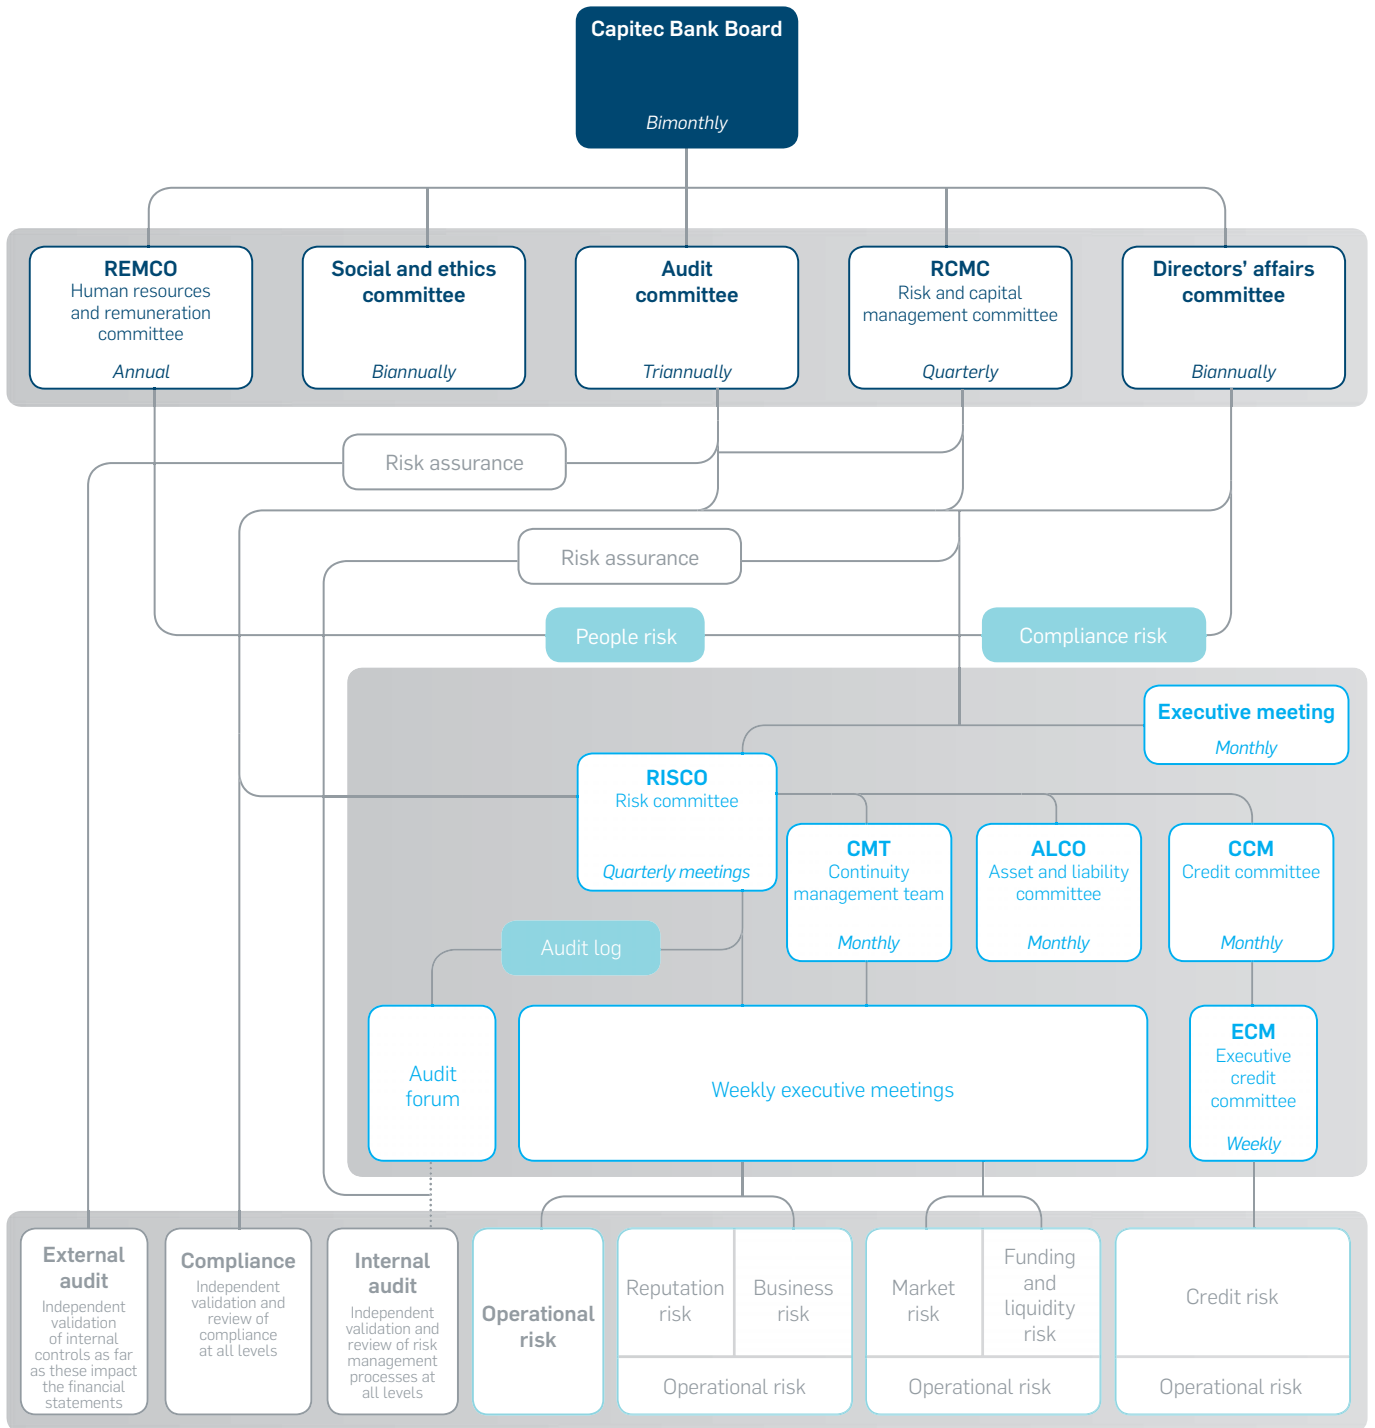 Capitec Bank Board
Bimonthly
REMCO
Human resources
and remuneration
committee
Annual
Social and ethics
committee
Biannually
Audit
committee
Triannually
RCMC
Risk and capital
management committee
Quarterly
Directors’ affairs
committee
Biannually
Risk assurance
Risk assurance
People risk
Compliance risk
Executive meeting
Monthly
RISCO
Risk committee
Quarterly meetings
CMT
Continuity
management team
Monthly
ALCO
Asset and liability
committee
Monthly
CCM
Credit committee
Monthly
Audit log
Audit
forum
Weekly executive meetings
ECM
Executive
credit
committee
Weekly
External
audit
Independent
validation
of internal
controls as far
as these impact
the financial
statements
Compliance
Independent
validation and
review of
compliance
at all levels
Internal
audit
Independent
validation and
review of risk
management
processes at
all levels
Operational
risk
Reputation
risk
Business
risk
Operational risk
Market
risk
Funding
and
liquidity
risk
Operational risk
Credit risk
Operational risk